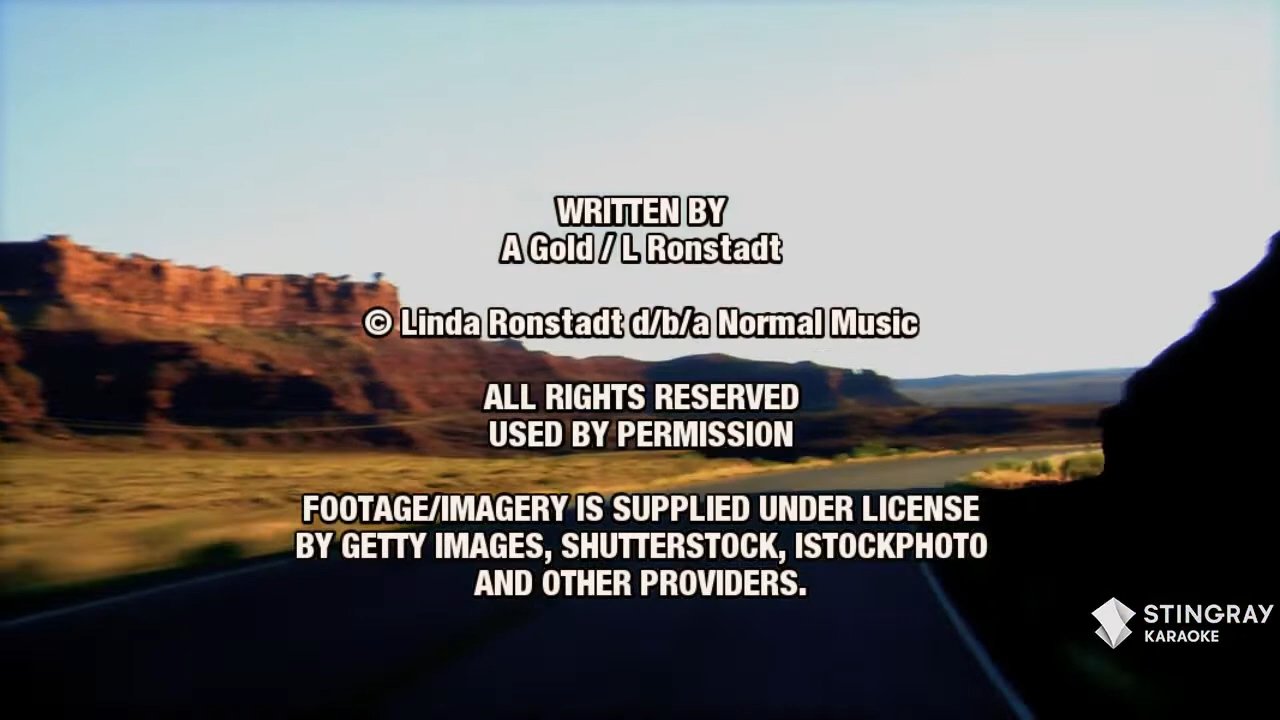 WRITTEN BY
A Gold / L Ronstadt
© Linda Ronstadt d/b/a Normal Music
ALL RIGHTS RESERVED
USED BY PERMISSION
FOOTAGE/IMAGERY IS SUPPLIED UNDER LICENSE
BY GETTY IMAGES, SHUTTERSTOCK, ISTOCKPHOTO
AND OTHER PROVIDERS.
STINGRAY
KARAOKE